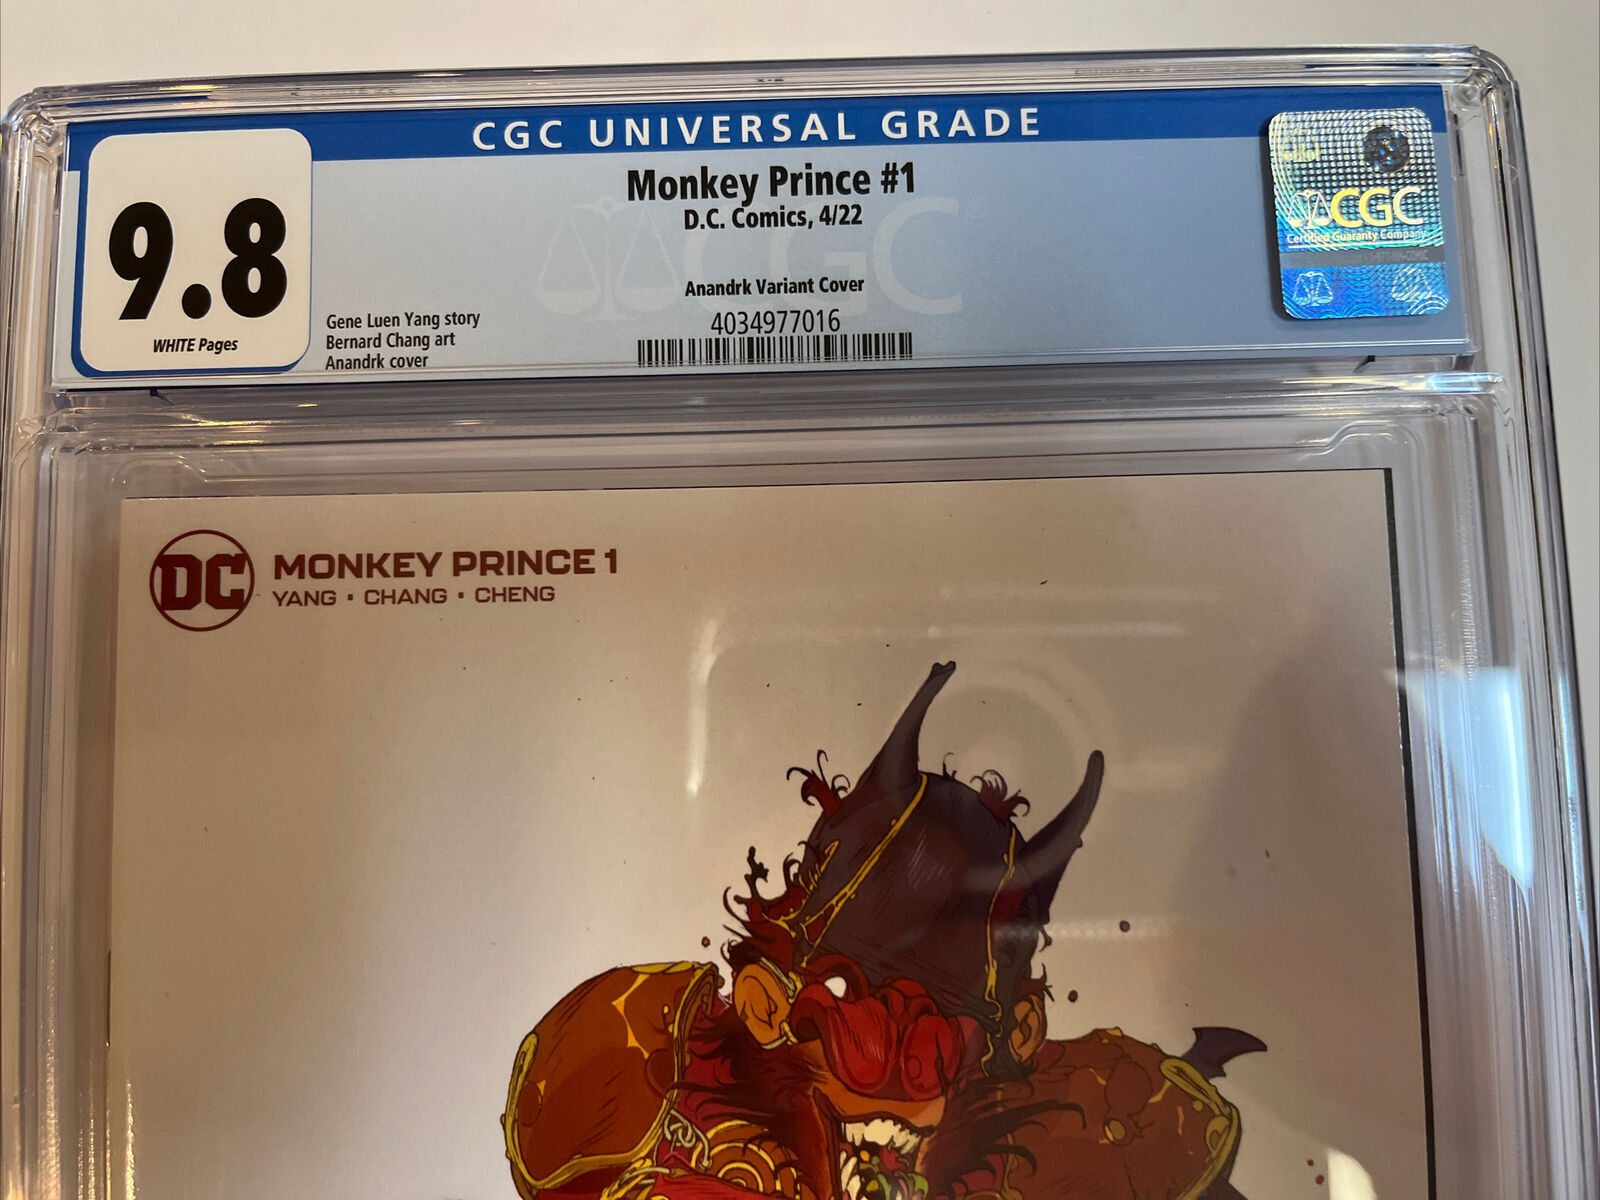 CGC UNIVERSAL GRADE
9.8
WHITE Pages
Monkey Prince #1
D.C. Comics, 4/22
Anandrk Variant Cover
Gene Luen Yang story
Bernard Chang art
Anandrk cover
4034977016
CGC
CGC
Certified Guaranty Company
DC
MONKEY PRINCE 1
YANG · CHANG · CHENG